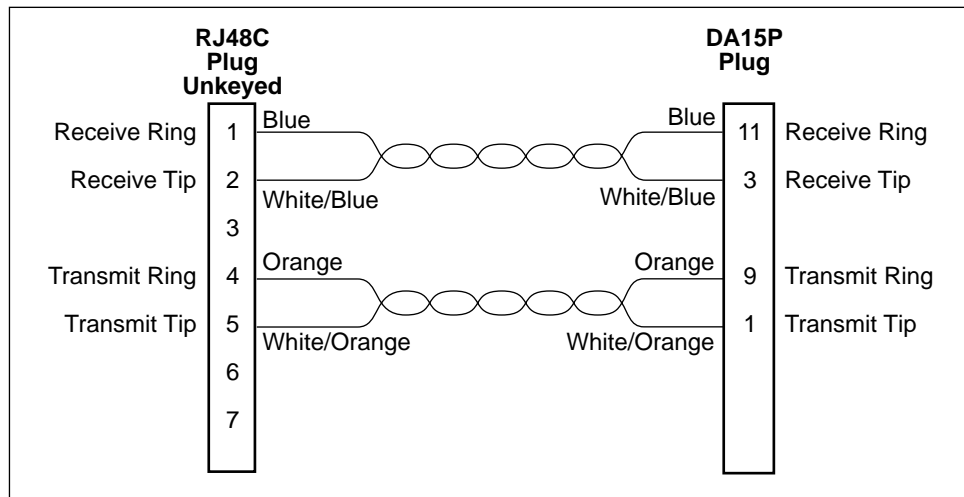 RJ48C
Plug
Unkeyed
DA15P
Plug
Receive Ring 1 Blue Blue 11 Receive Ring
Receive Tip 2 White/Blue White/Blue 3 Receive Tip
3
Transmit Ring 4 Orange Orange 9 Transmit Ring
Transmit Tip 5 White/Orange White/Orange 1 Transmit Tip
6
7